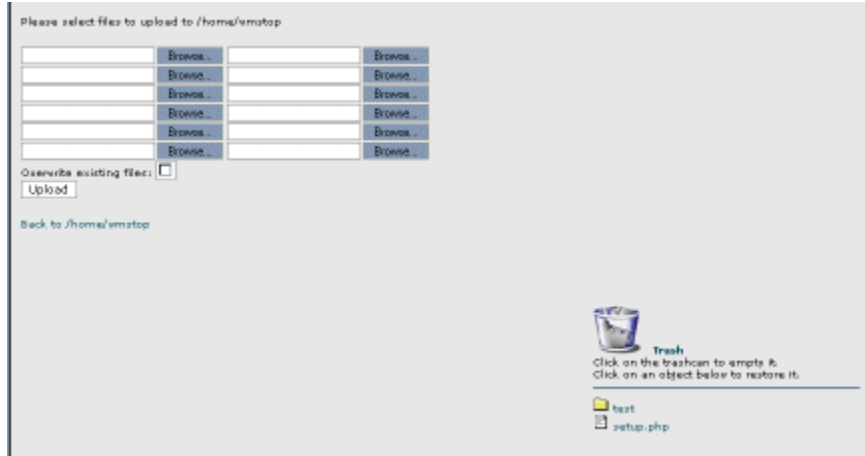 Please select files to upload to /home/wmstop
Browse... Browse...
Browse... Browse...
Browse... Browse...
Browse... Browse...
Browse... Browse...
Browse... Browse...
Overwrite existing files:
Upload
Back to /home/wmstop
Trash
Click on the trashcan to empty it.
Click on an object below to restore it.
test
setup.php